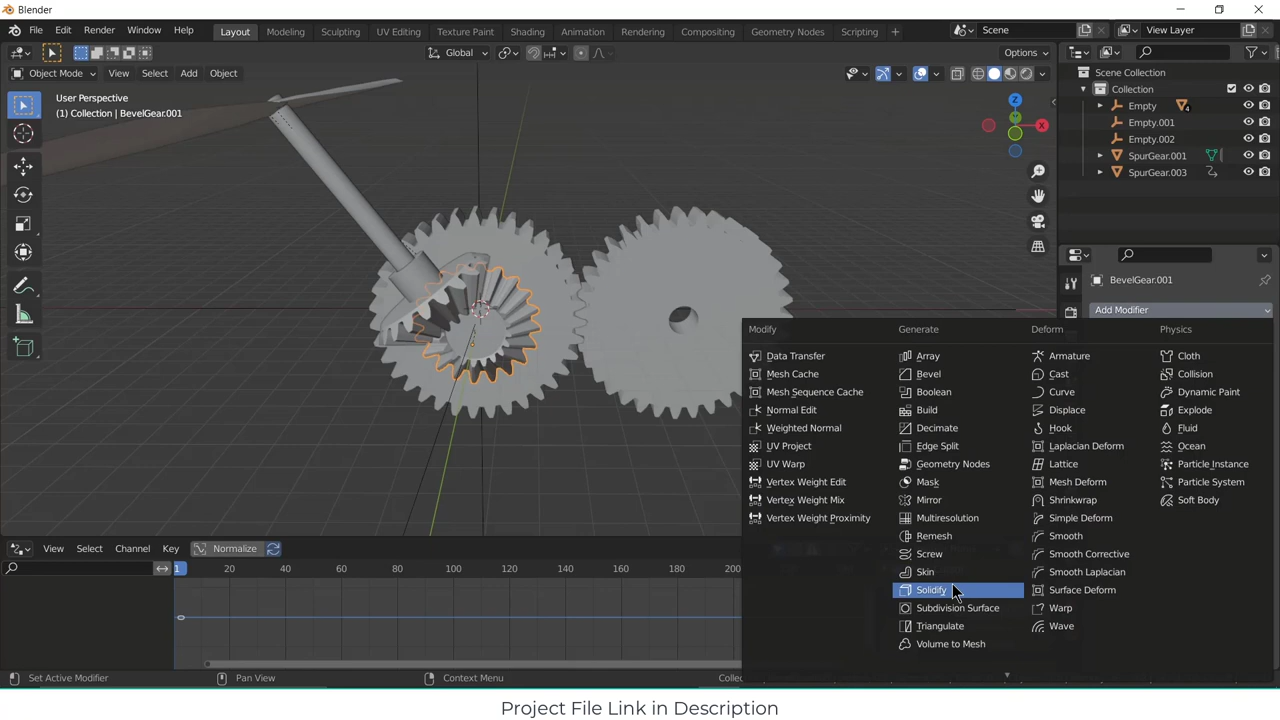 Blender
File Edit Render Window Help Layout Modeling Sculpting UV Editing Texture Paint Shading Animation Rendering Compositing Geometry Nodes Scripting + Scene View Layer
Global Options
Object Mode View Select Add Object
User Perspective
(1) Collection | BevelGear.001
Z
Y
X
Scene Collection
Collection
Empty 4
Empty.001
Empty.002
SpurGear.001
SpurGear.003
BevelGear.001
Add Modifier
Modify Generate Deform Physics
Data Transfer Array Armature Cloth
Mesh Cache Bevel Cast Collision
Mesh Sequence Cache Boolean Curve Dynamic Paint
Normal Edit Build Displace Explode
Weighted Normal Decimate Hook Fluid
UV Project Edge Split Laplacian Deform Ocean
UV Warp Geometry Nodes Lattice Particle Instance
Vertex Weight Edit Mask Mesh Deform Particle System
Vertex Weight Mix Mirror Shrinkwrap Soft Body
Vertex Weight Proximity Multiresolution Simple Deform
Remesh Smooth
Screw Smooth Corrective
Skin Smooth Laplacian
Solidify Surface Deform
Subdivision Surface Warp
Triangulate Wave
Volume to Mesh
View Select Channel Key Normalize
1 20 40 60 80 100 120 140 160 180 200
Set Active Modifier Pan View Context Menu Collec
Project File Link in Description